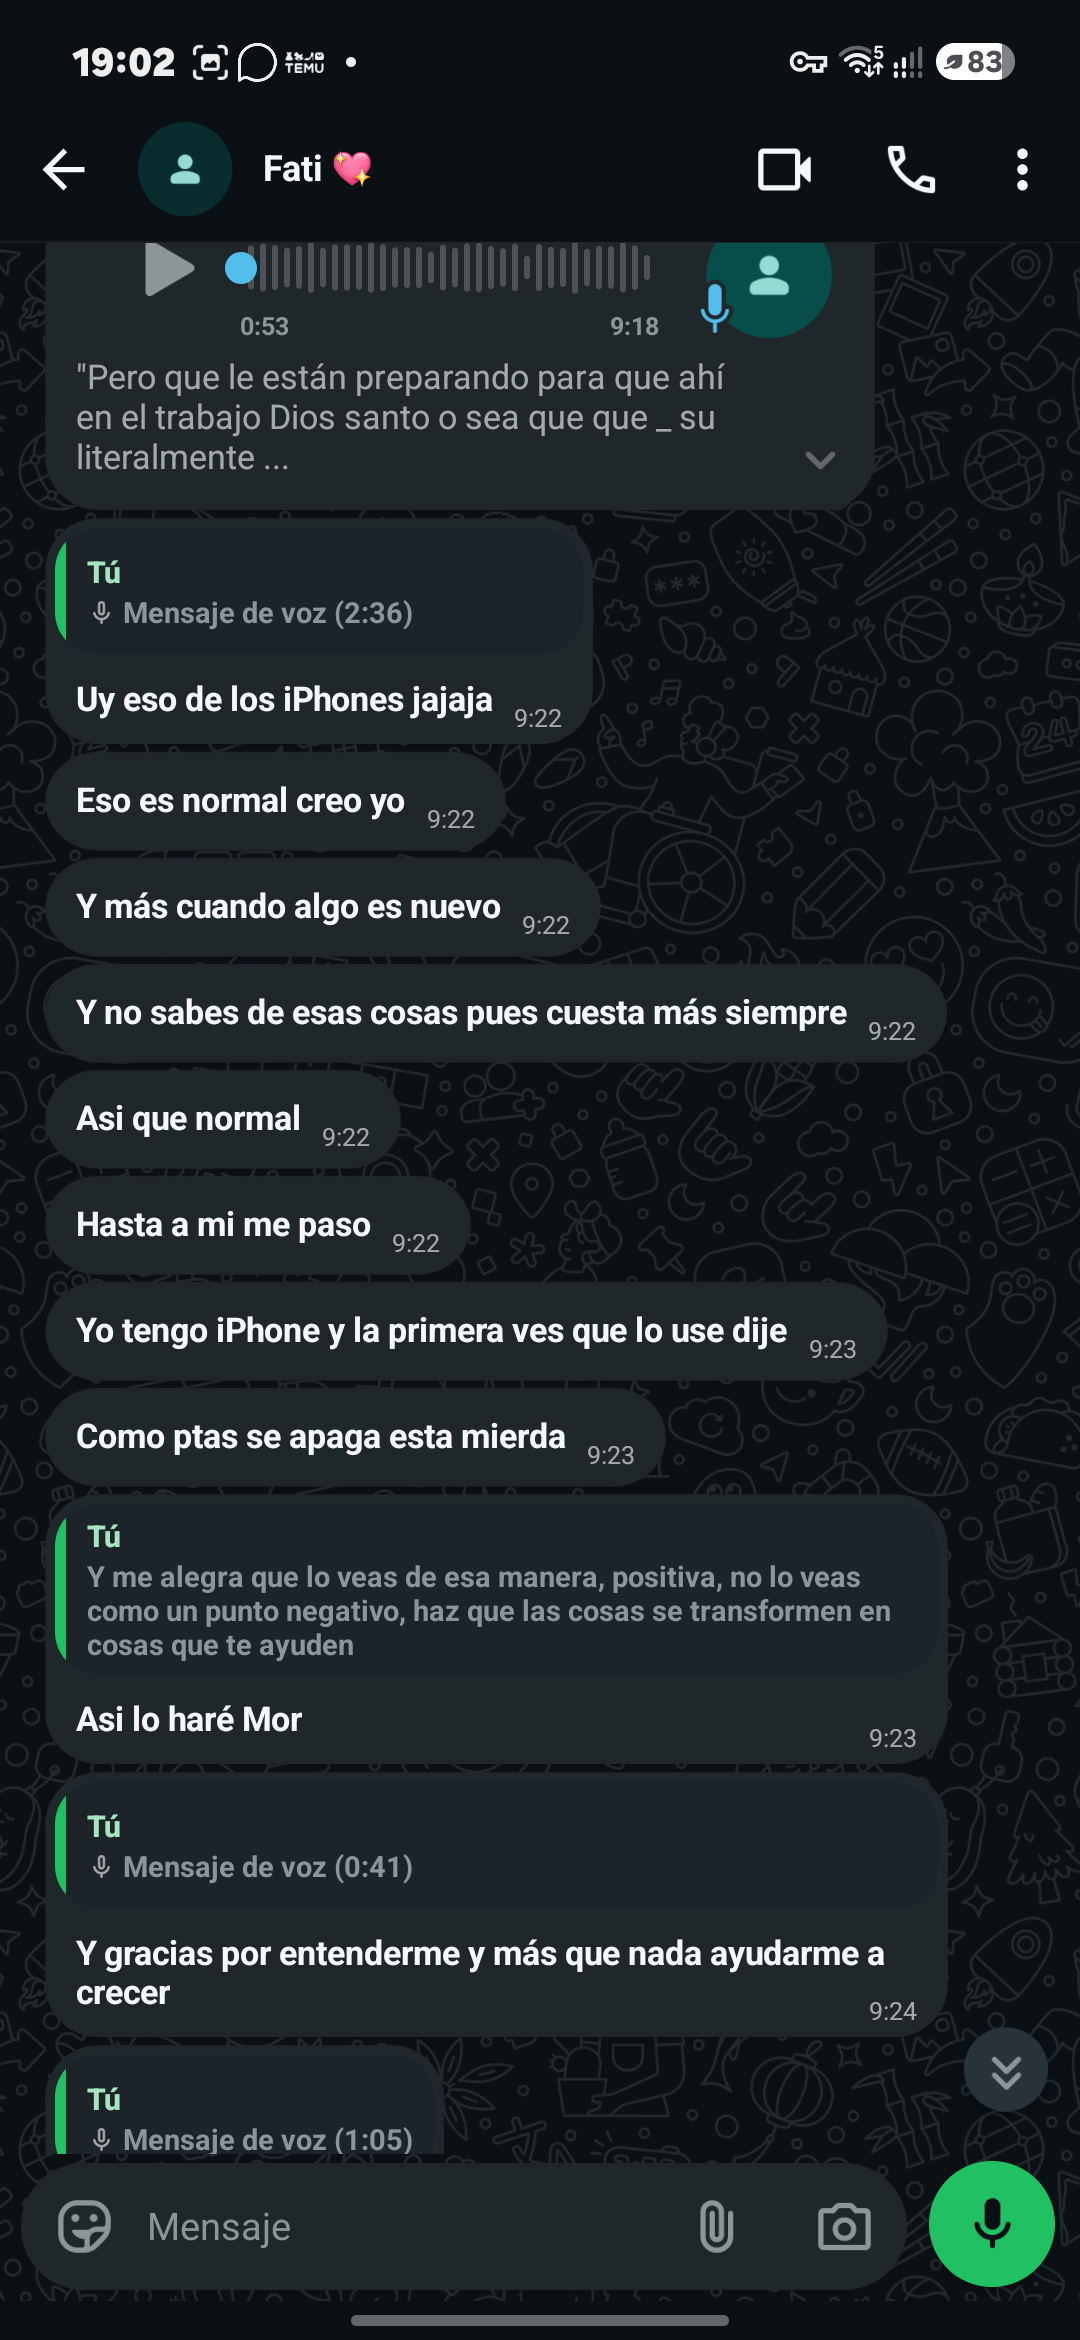 19:02
TEMU
5
83
Fati 💖
0:53
9:18
"Pero que le están preparando para que ahí
en el trabajo Dios santo o sea que que _ su
literalmente ...
Tú
Mensaje de voz (2:36)
Uy eso de los iPhones jajaja 9:22
Eso es normal creo yo 9:22
Y más cuando algo es nuevo 9:22
Y no sabes de esas cosas pues cuesta más siempre 9:22
Asi que normal 9:22
Hasta a mi me paso 9:22
Yo tengo iPhone y la primera ves que lo use dije 9:23
Como ptas se apaga esta mierda 9:23
Tú
Y me alegra que lo veas de esa manera, positiva, no lo veas
como un punto negativo, haz que las cosas se transformen en
cosas que te ayuden
Asi lo haré Mor 9:23
Tú
Mensaje de voz (0:41)
Y gracias por entenderme y más que nada ayudarme a
crecer 9:24
Tú
Mensaje de voz (1:05)
Mensaje